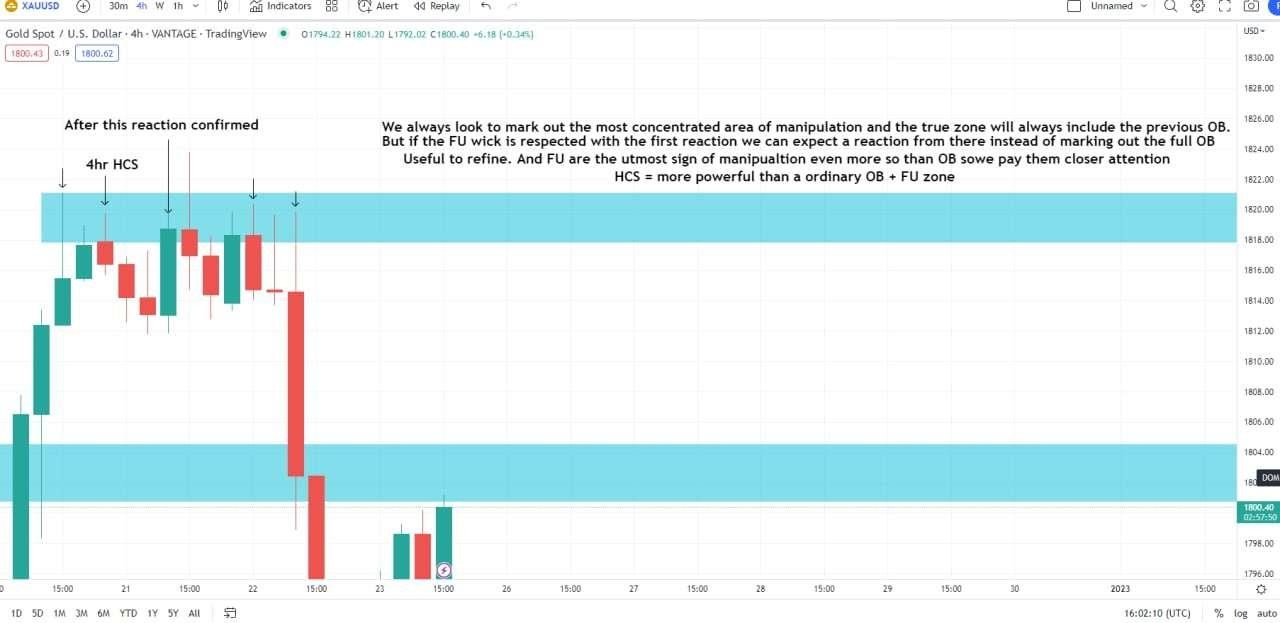 XAUUSD 30m 4h W 1h Indicators Alert Replay Unnamed
Gold Spot / U.S. Dollar · 4h · VANTAGE · TradingView O1794.22 H1801.20 L1792.02 C1800.40 +6.18 (+0.34%) USD
1800.43 0.19 1800.62
1830.00
1828.00
1826.00
1824.00
1822.00
1820.00
1818.00
1816.00
1814.00
1812.00
1810.00
1808.00
1806.00
1804.00
1800.40
02:57:50
1798.00
1796.00
After this reaction confirmed
4hr HCS
We always look to mark out the most concentrated area of manipulation and the true zone will always include the previous OB.
But if the FU wick is respected with the first reaction we can expect a reaction from there instead of marking out the full OB
Useful to refine. And FU are the utmost sign of manipualtion even more so than OB sowe pay them closer attention
HCS = more powerful than a ordinary OB + FU zone
15:00 21 15:00 22 15:00 23 15:00 26 15:00 27 15:00 28 15:00 29 15:00 30 2023 15:00
1D 5D 1M 3M 6M YTD 1Y 5Y All 16:02:10 (UTC) % log auto